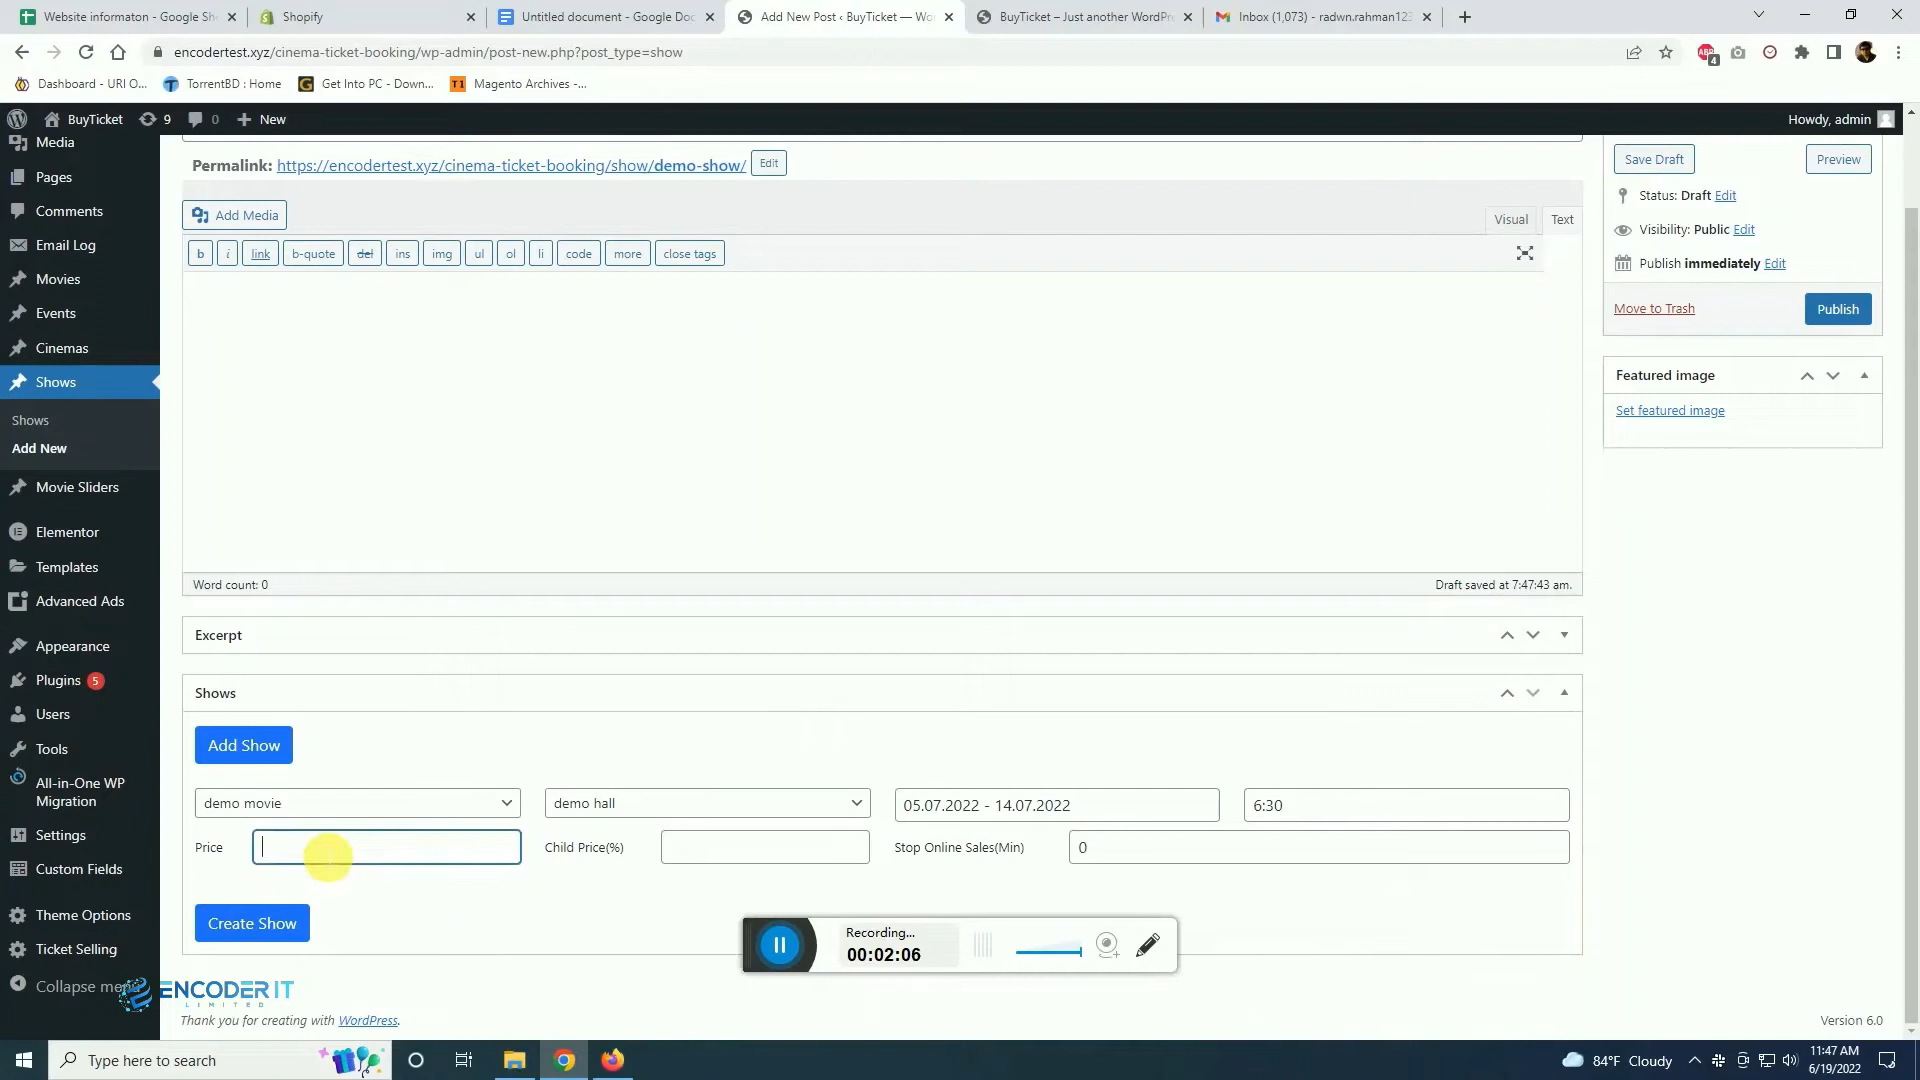 Website informaton - Google She
Shopify
Untitled document - Google Doc
Add New Post ‹ BuyTicket — Wo
BuyTicket – Just another WordPr
Inbox (1,073) - radwn.rahman123
encodertest.xyz/cinema-ticket-booking/wp-admin/post-new.php?post_type=show
ABP
4
Dashboard - URI O...
TorrentBD : Home
Get Into PC - Down...
T1
Magento Archives -...
BuyTicket
9
0
New
Howdy, admin
Media
Pages
Comments
Email Log
Movies
Events
Cinemas
Shows
Shows
Add New
Movie Sliders
Elementor
Templates
Advanced Ads
Appearance
Plugins 5
Users
Tools
All-in-One WP
Migration
Settings
Custom Fields
Theme Options
Ticket Selling
Collapse menu
Permalink: https://encodertest.xyz/cinema-ticket-booking/show/demo-show/ Edit
Add Media
Visual Text
b i link b-quote del ins img ul ol li code more close tags
Word count: 0
Draft saved at 7:47:43 am.
Excerpt
Shows
Add Show
demo movie
demo hall
05.07.2022 - 14.07.2022
6:30
Price
Child Price(%)
Stop Online Sales(Min)
0
Create Show
Save Draft
Preview
Status: Draft Edit
Visibility: Public Edit
Publish immediately Edit
Move to Trash
Publish
Featured image
Set featured image
Recording...
00:02:06
ENCODER IT
LIMITED
Thank you for creating with WordPress.
Version 6.0
Type here to search
84°F Cloudy
11:47 AM
6/19/2022